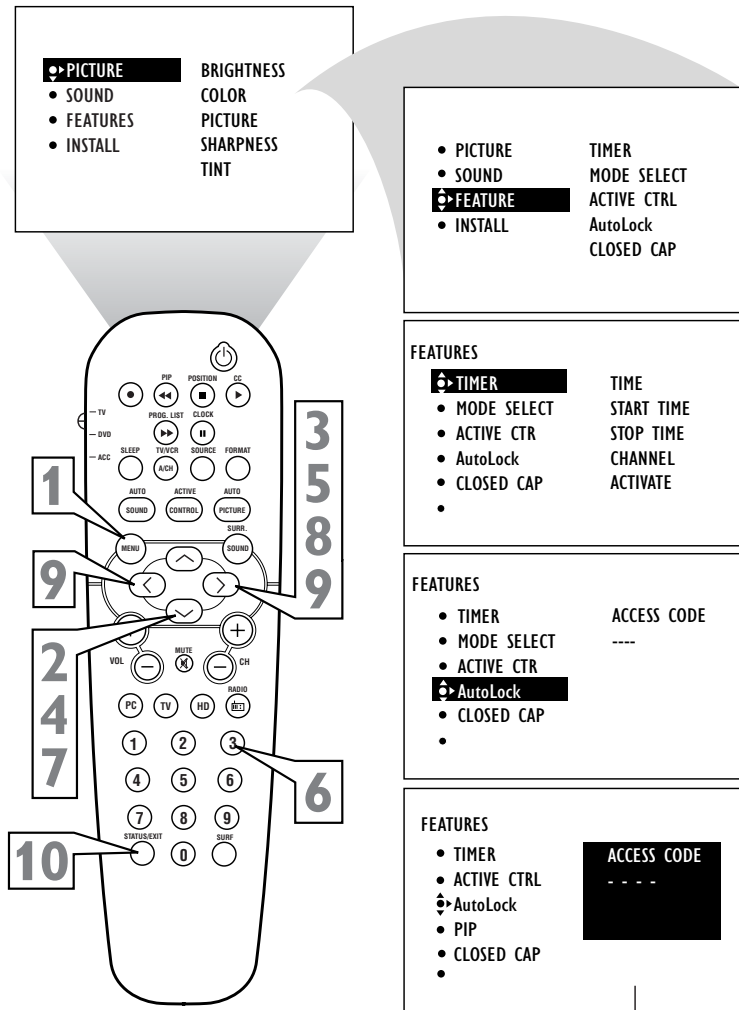 PICTURE BRIGHTNESS
SOUND COLOR
FEATURES PICTURE
INSTALL SHARPNESS
TINT
PICTURE TIMER
SOUND MODE SELECT
FEATURE ACTIVE CTRL
INSTALL AutoLock
CLOSED CAP
FEATURES
TIMER TIME
MODE SELECT START TIME
ACTIVE CTR STOP TIME
AutoLock CHANNEL
CLOSED CAP ACTIVATE
FEATURES
TIMER ACCESS CODE
MODE SELECT ----
ACTIVE CTR
AutoLock
CLOSED CAP
FEATURES
TIMER ACCESS CODE
ACTIVE CTRL - - - -
AutoLock
PIP
CLOSED CAP
PIP POSITION CC
TV
PROG. LIST CLOCK
DVD
ACC
SLEEP TV/VCR SOURCE FORMAT
A/CH
AUTO ACTIVE AUTO
SOUND CONTROL PICTURE
SURR.
MENU SOUND
+ +
MUTE
VOL − − CH
RADIO
PC TV HD
1 2 3
4 5 6
7 8 9
STATUS/EXIT SURF
0
1
9
2
4
7
10
3
5
8
9
6